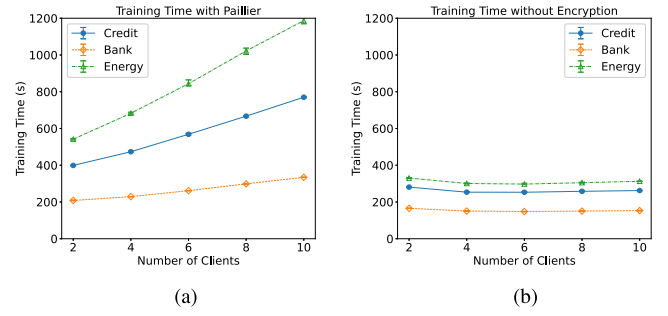 Training Time with Paillier
1200
1000
800
600
400
200
0
Training Time (s)
Credit
Bank
Energy
2 4 6 8 10
Number of Clients
(a)
Training Time without Encryption
1200
1000
800
600
400
200
0
Training Time (s)
Credit
Bank
Energy
2 4 6 8 10
Number of Clients
(b)